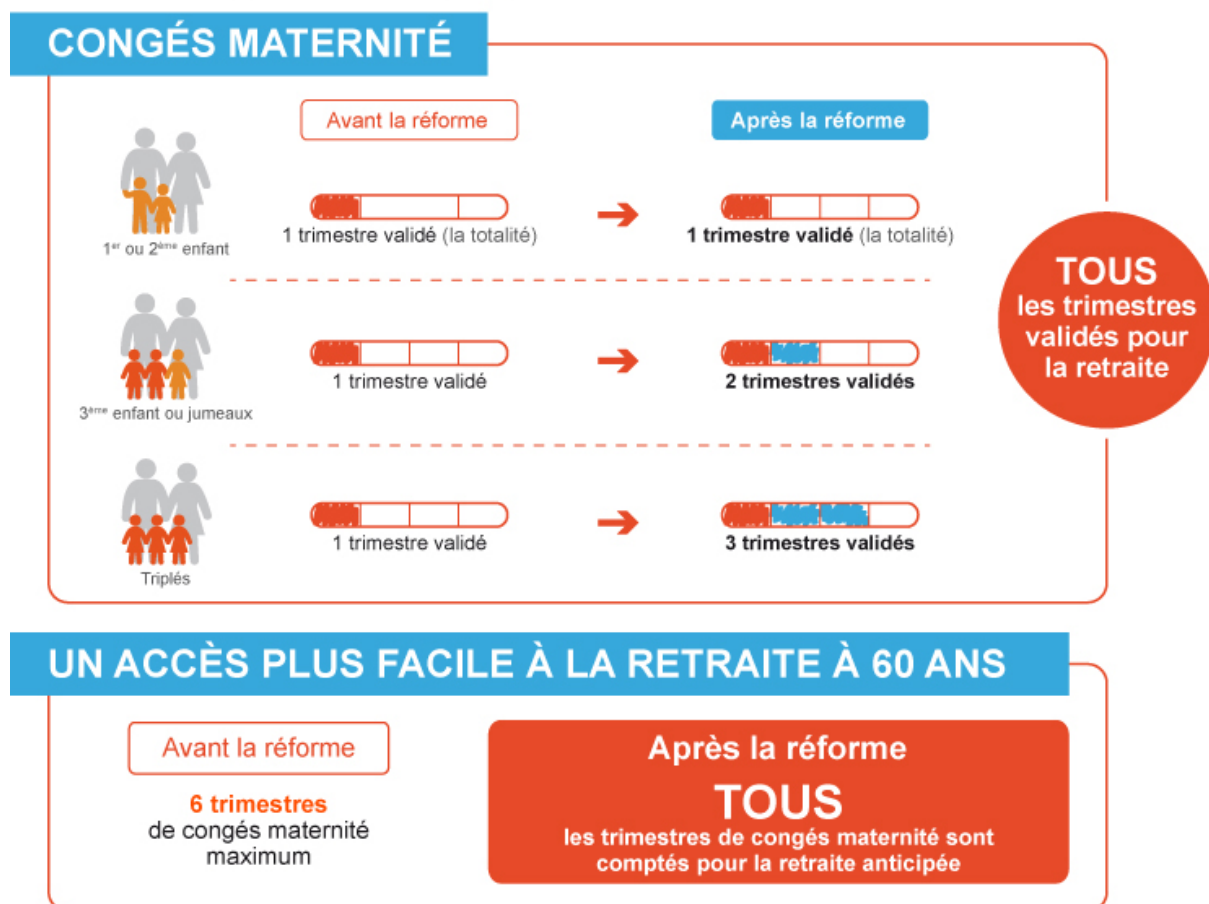 CONGÉS MATERNITÉ
Avant la réforme
Après la réforme
1er ou 2ème enfant
1 trimestre validé (la totalité)
1 trimestre validé (la totalité)
3ème enfant ou jumeaux
1 trimestre validé
2 trimestres validés
Triplés
1 trimestre validé
3 trimestres validés
TOUS
les trimestres
validés pour
la retraite
UN ACCÈS PLUS FACILE À LA RETRAITE À 60 ANS
Avant la réforme
6 trimestres
de congés maternité
maximum
Après la réforme
TOUS
les trimestres de congés maternité sont
comptés pour la retraite anticipée